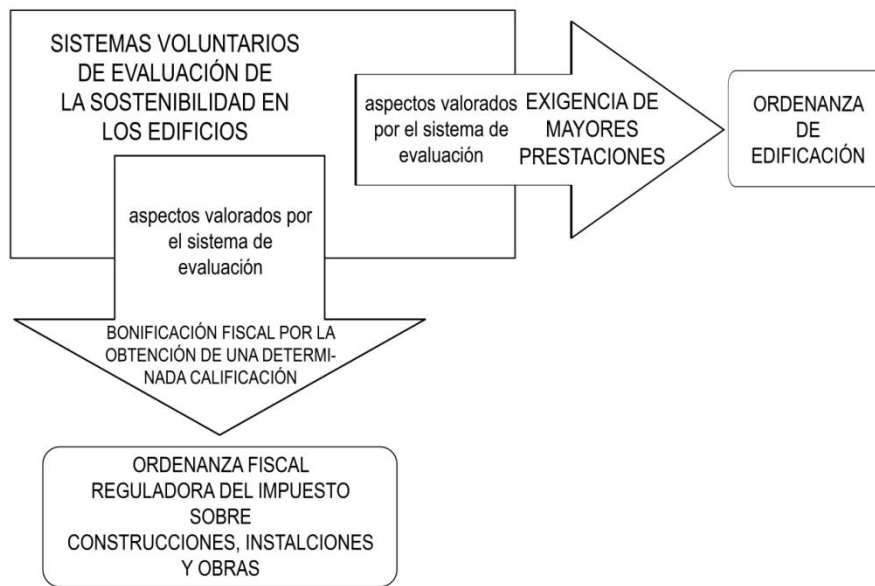 SISTEMAS VOLUNTARIOS
DE EVALUACIÓN DE
LA SOSTENIBILIDAD EN
LOS EDIFICIOS
aspectos valorados
por el sistema de
evaluación
EXIGENCIA DE
MAYORES
PRESTACIONES
ORDENANZA
DE
EDIFICACIÓN
aspectos valorados por
el sistema de
evaluación
BONIFICACIÓN FISCAL POR LA
OBTENCIÓN DE UNA DETERMI-
NADA CALIFICACIÓN
ORDENANZA FISCAL
REGULADORA DEL IMPUESTO
SOBRE
CONSTRUCCIONES, INSTALCIONES
Y OBRAS